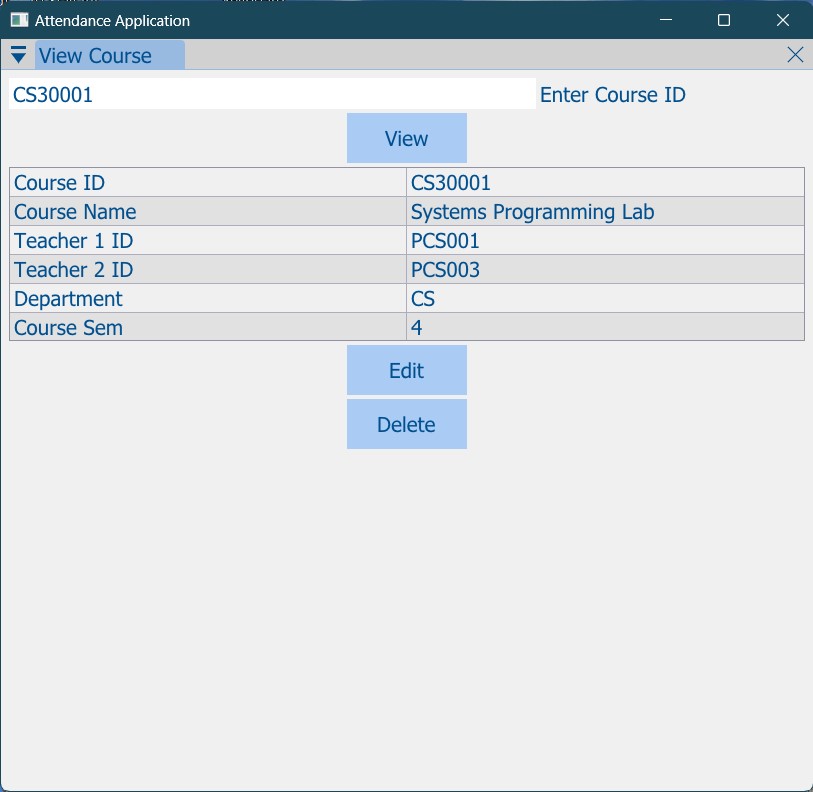 Attendance Application
View Course
CS30001 Enter Course ID
View
Course ID CS30001
Course Name Systems Programming Lab
Teacher 1 ID PCS001
Teacher 2 ID PCS003
Department CS
Course Sem 4
Edit
Delete